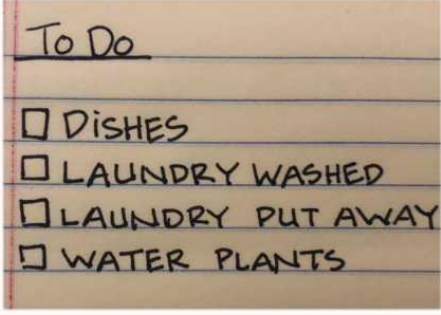 To Do
☐ DiSHES
☐ LAUNDRY WASHED
☐ LAUNDRY PUT AWAY
☐ WATER PLANTS